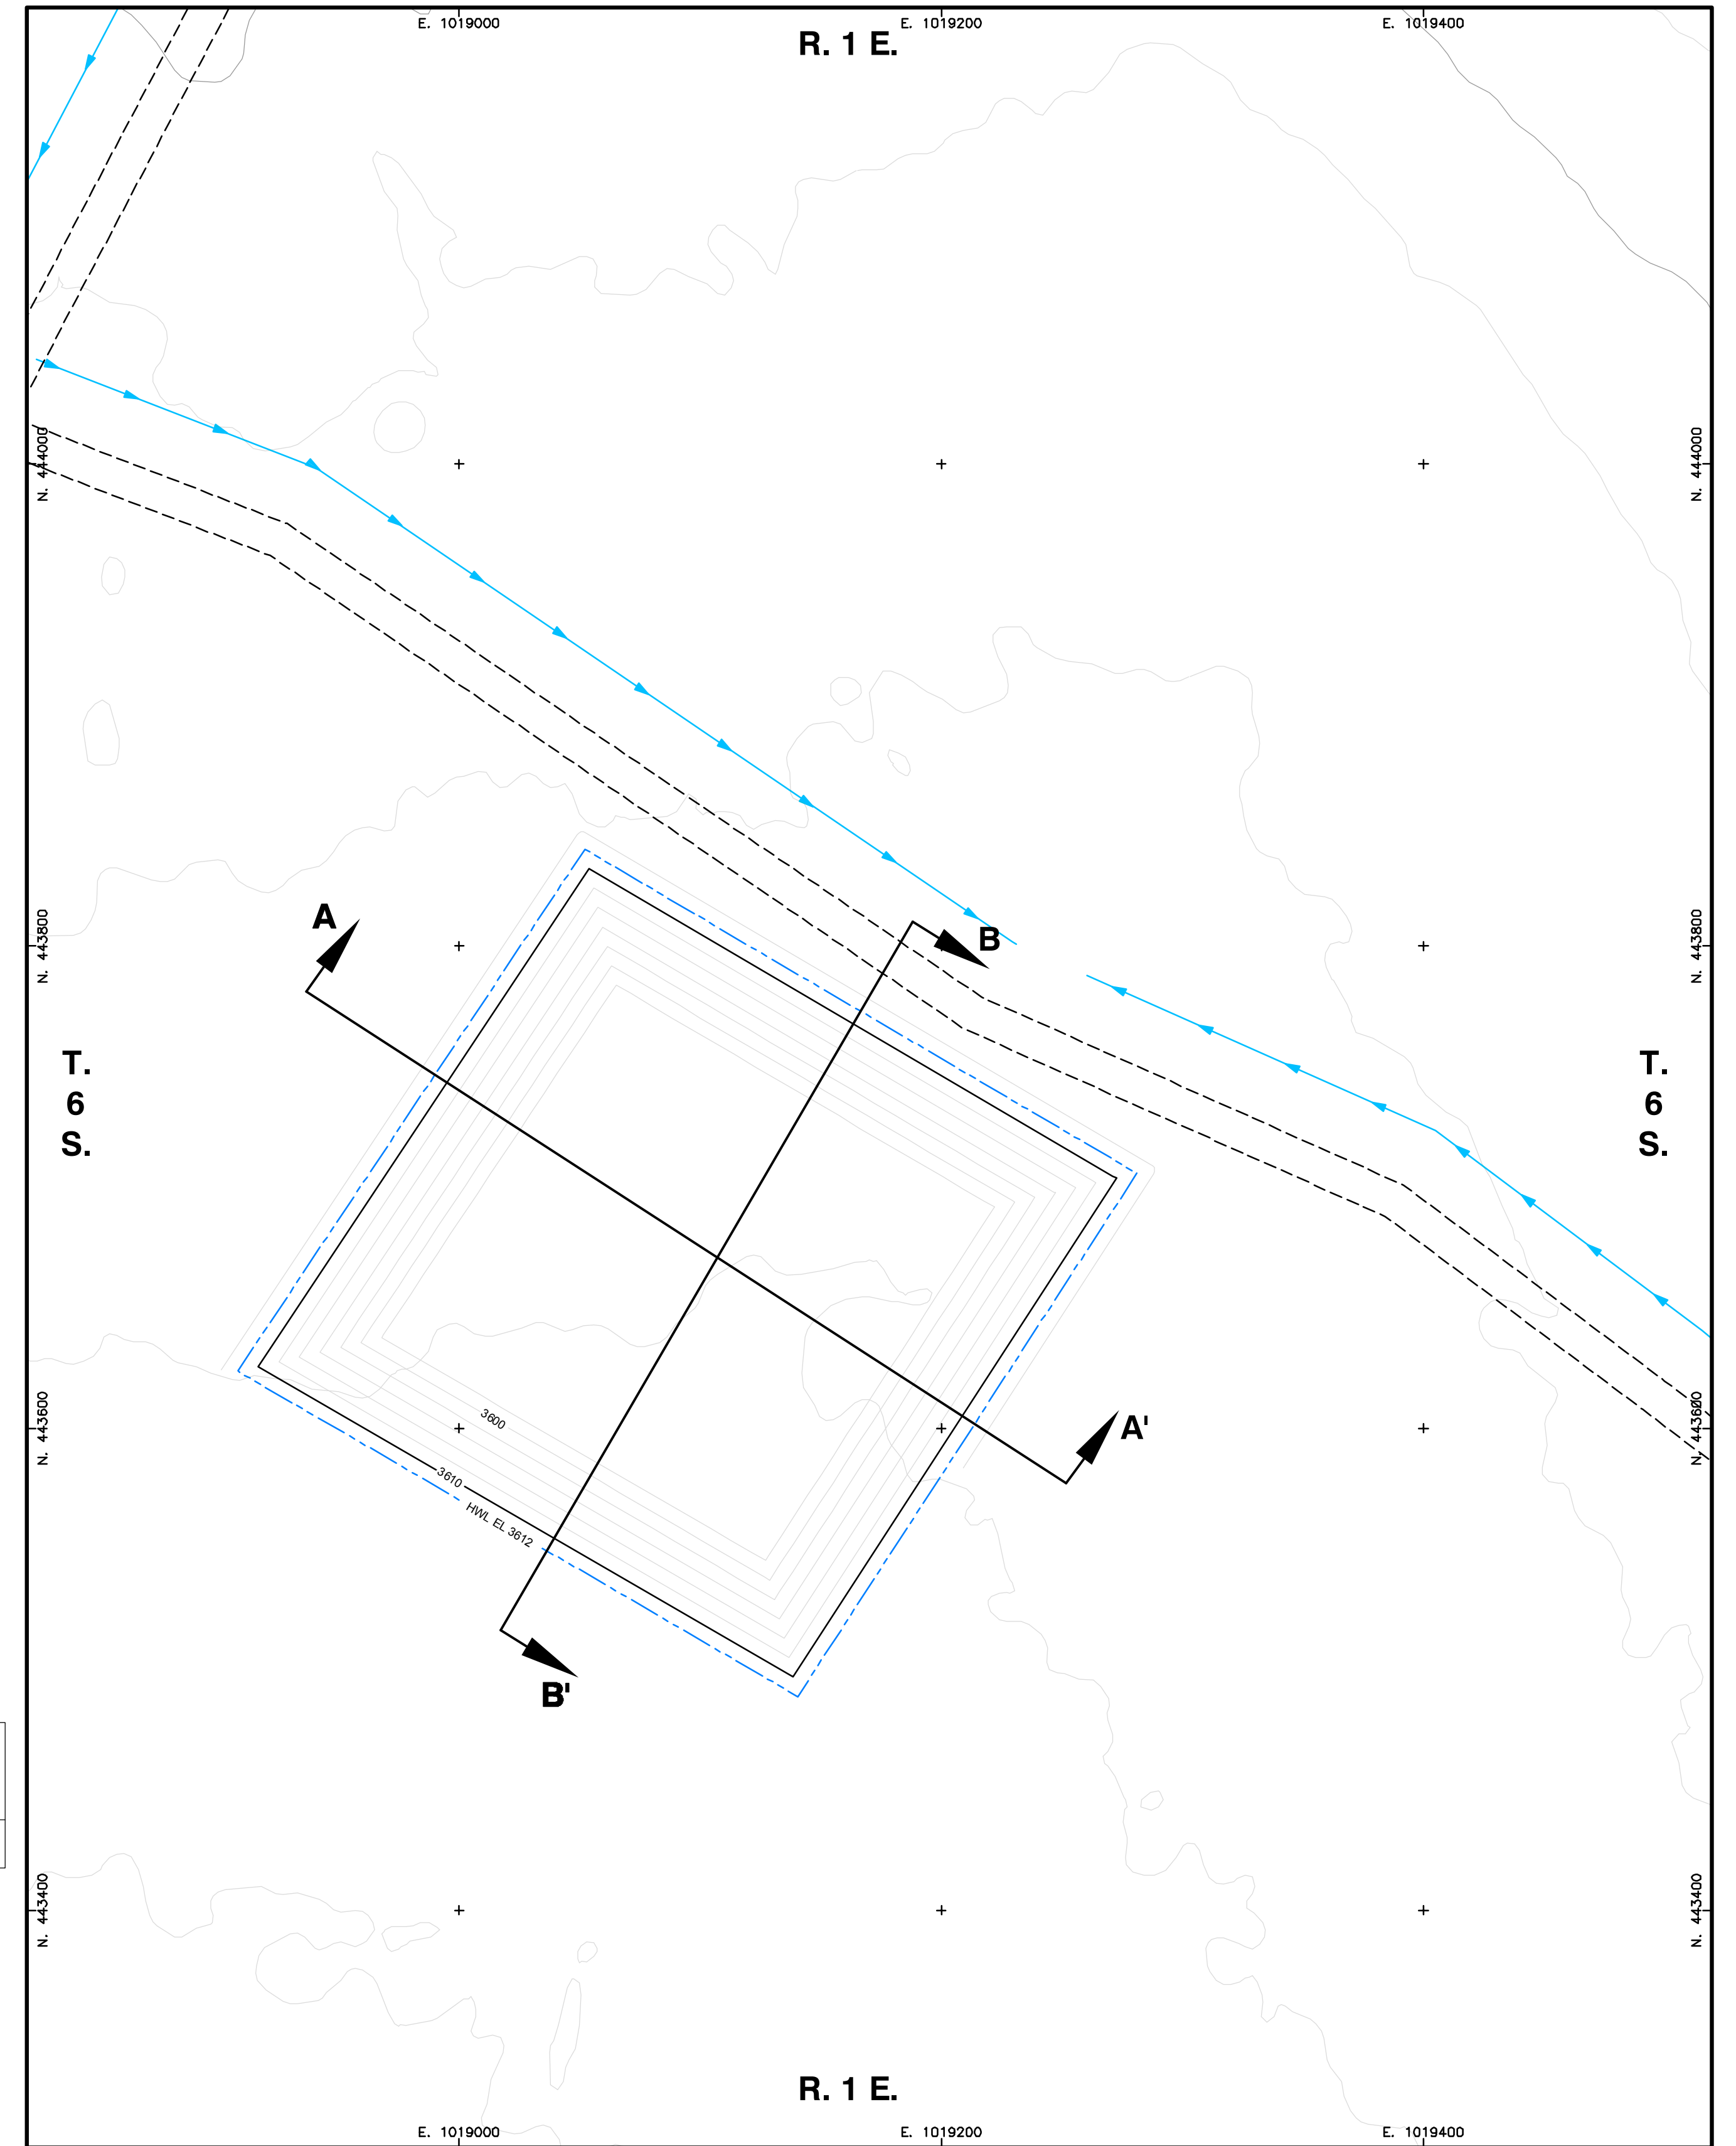 E. 1019000
E. 1019200
E. 1019400
R. 1 E.
N. 444000
N. 444000
A
B
N. 443800
N. 443800
T.
6
S.
T.
6
S.
3600
A'
N. 443600
N. 443600
3610
HWL EL 3612
B'
N. 443400
N. 443400
R. 1 E.
E. 1019000
E. 1019200
E. 1019400